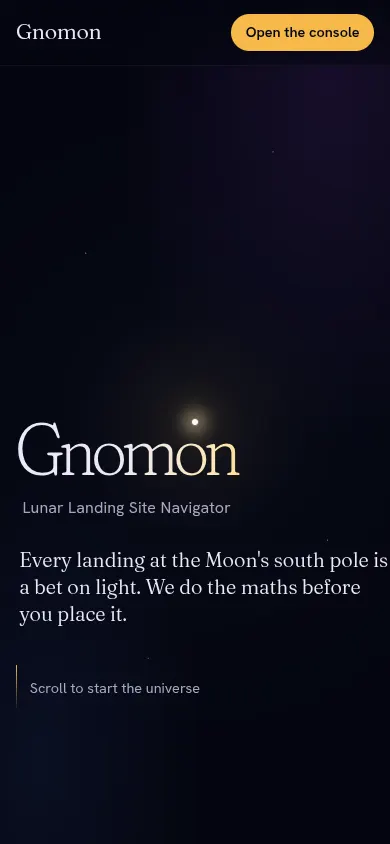 Gnomon
Open the console
Gnomon
Lunar Landing Site Navigator
Every landing at the Moon's south pole is
a bet on light. We do the maths before
you place it.
Scroll to start the universe